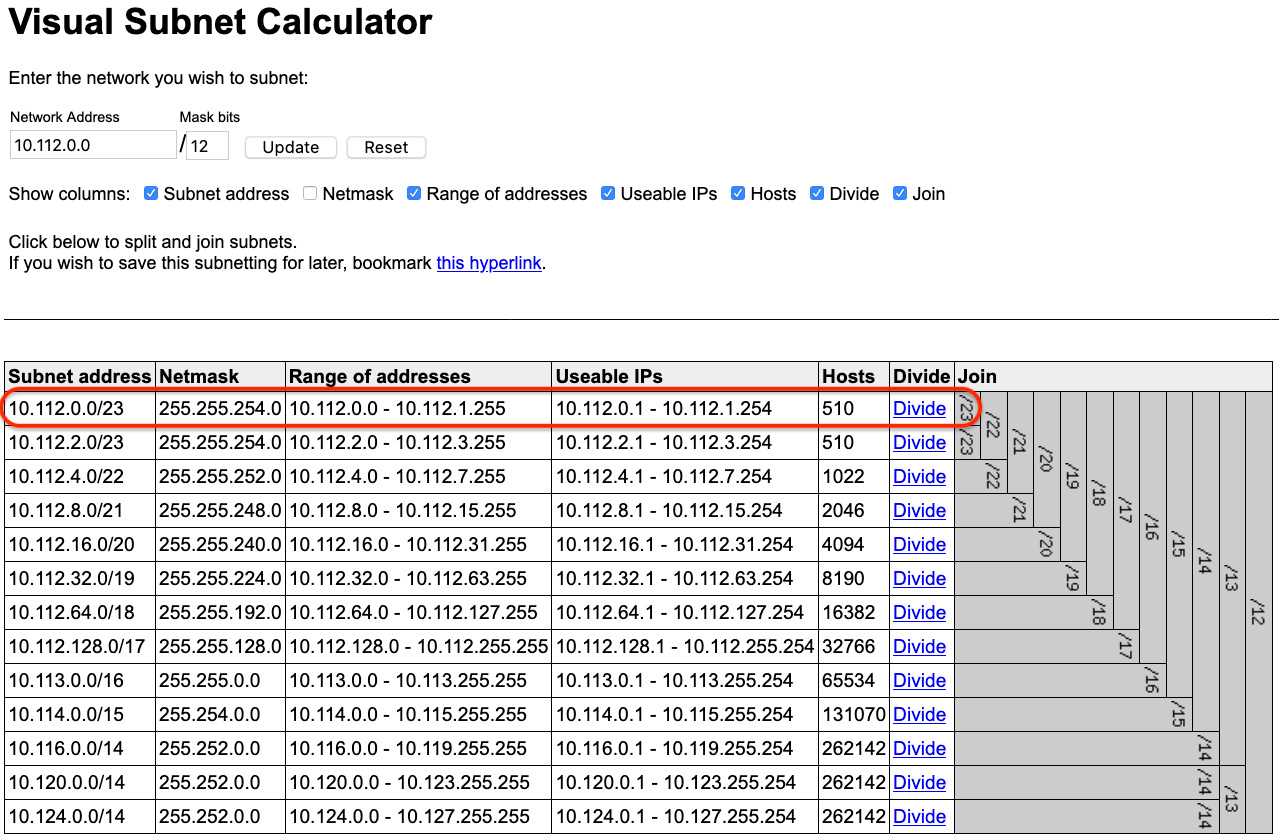 Visual Subnet Calculator
Enter the network you wish to subnet:
Network Address Mask bits
10.112.0.0 / 12 Update Reset
Show columns: Subnet address Netmask Range of addresses Useable IPs Hosts Divide Join
Click below to split and join subnets.
If you wish to save this subnetting for later, bookmark this hyperlink.
Subnet address Netmask Range of addresses Useable IPs Hosts Divide Join
10.112.0.0/23 255.255.254.0 10.112.0.0 - 10.112.1.255 10.112.0.1 - 10.112.1.254 510 Divide /23 /22 /21 /20 /19 /18 /17 /16 /15 /14 /13 /12
10.112.2.0/23 255.255.254.0 10.112.2.0 - 10.112.3.255 10.112.2.1 - 10.112.3.254 510 Divide /23
10.112.4.0/22 255.255.252.0 10.112.4.0 - 10.112.7.255 10.112.4.1 - 10.112.7.254 1022 Divide /22
10.112.8.0/21 255.255.248.0 10.112.8.0 - 10.112.15.255 10.112.8.1 - 10.112.15.254 2046 Divide /21
10.112.16.0/20 255.255.240.0 10.112.16.0 - 10.112.31.255 10.112.16.1 - 10.112.31.254 4094 Divide /20
10.112.32.0/19 255.255.224.0 10.112.32.0 - 10.112.63.255 10.112.32.1 - 10.112.63.254 8190 Divide /19
10.112.64.0/18 255.255.192.0 10.112.64.0 - 10.112.127.255 10.112.64.1 - 10.112.127.254 16382 Divide /18
10.112.128.0/17 255.255.128.0 10.112.128.0 - 10.112.255.255 10.112.128.1 - 10.112.255.254 32766 Divide /17
10.113.0.0/16 255.255.0.0 10.113.0.0 - 10.113.255.255 10.113.0.1 - 10.113.255.254 65534 Divide /16
10.114.0.0/15 255.254.0.0 10.114.0.0 - 10.115.255.255 10.114.0.1 - 10.115.255.254 131070 Divide /15
10.116.0.0/14 255.252.0.0 10.116.0.0 - 10.119.255.255 10.116.0.1 - 10.119.255.254 262142 Divide /14
10.120.0.0/14 255.252.0.0 10.120.0.0 - 10.123.255.255 10.120.0.1 - 10.123.255.254 262142 Divide /14 /13
10.124.0.0/14 255.252.0.0 10.124.0.0 - 10.127.255.255 10.124.0.1 - 10.127.255.254 262142 Divide /14